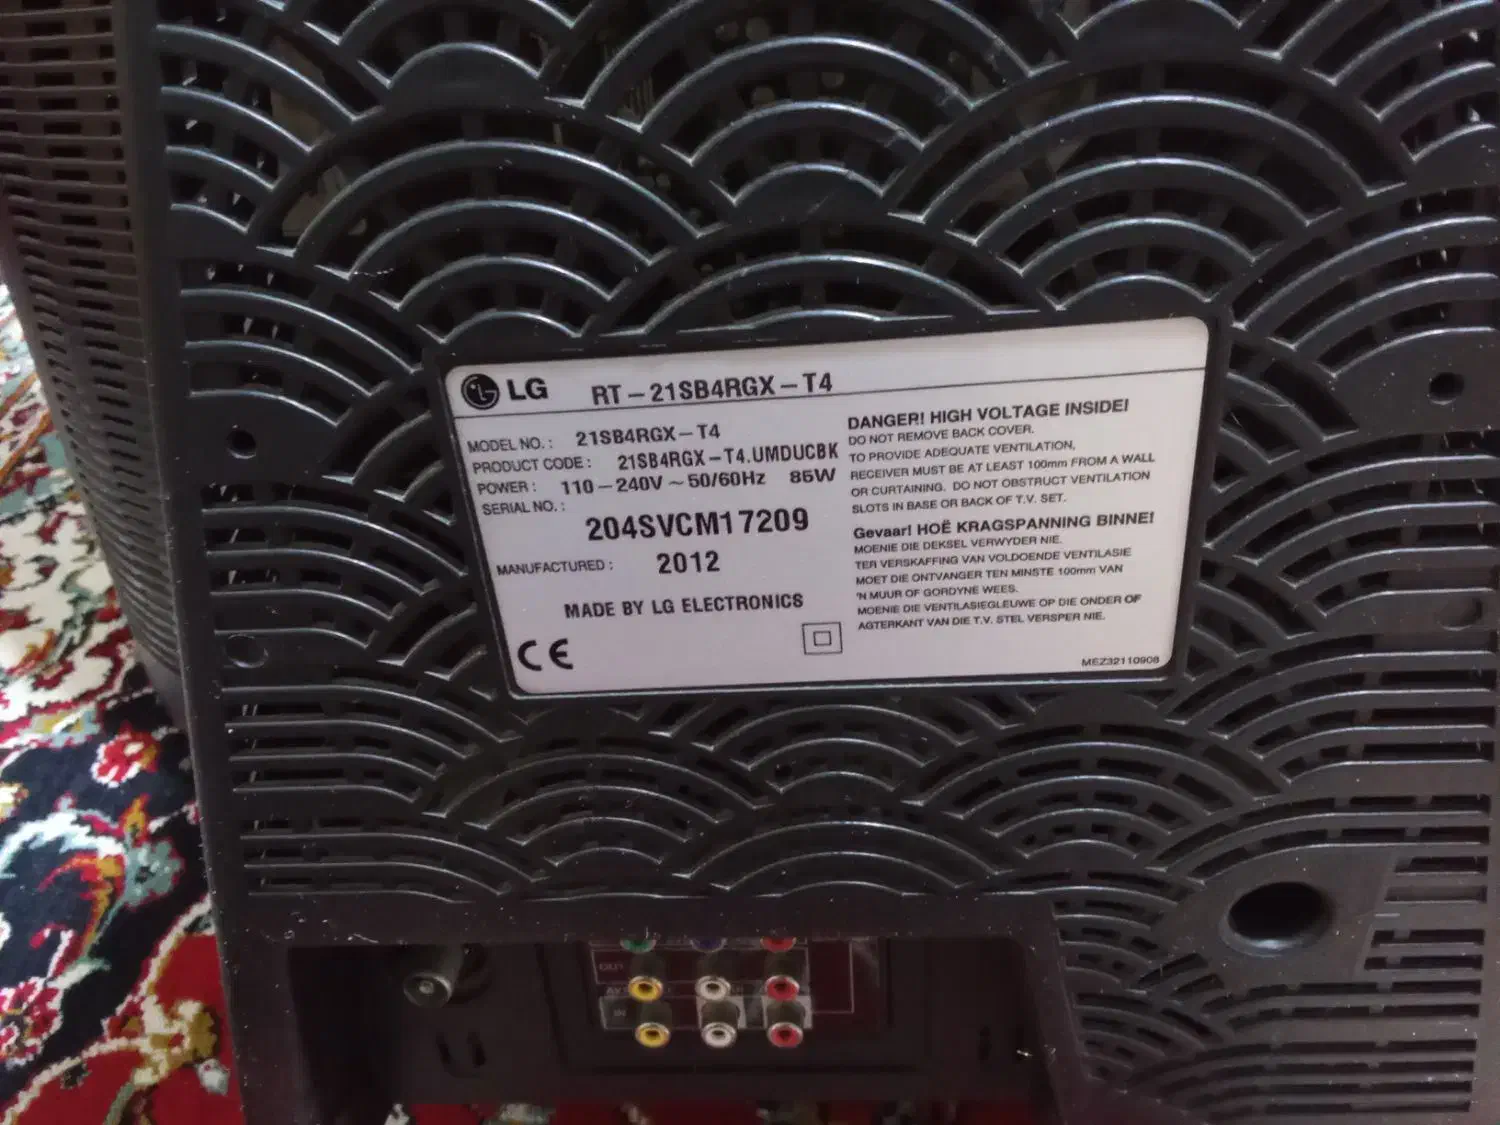 LG RT-21SB4RGX-T4
MODEL NO. : 21SB4RGX-T4
PRODUCT CODE : 21SB4RGX-T4.UMDUCBK
POWER : 110-240V ~ 50/60Hz 85W
SERIAL NO. :
204SVCM17209
MANUFACTURED : 2012
MADE BY LG ELECTRONICS
CE
DANGER! HIGH VOLTAGE INSIDE!
DO NOT REMOVE BACK COVER.
TO PROVIDE ADEQUATE VENTILATION,
RECEIVER MUST BE AT LEAST 100mm FROM A WALL
OR CURTAINING. DO NOT OBSTRUCT VENTILATION
SLOTS IN BASE OR BACK OF T.V. SET.
Gevaar! HOË KRAGSPANNING BINNE!
MOENIE DIE DEKSEL VERWYDER NIE.
TER VERSKAFFING VAN VOLDOENDE VENTILASIE
MOET DIE ONTVANGER TEN MINSTE 100mm VAN
'N MUUR OF GORDYNE WEES.
MOENIE DIE VENTILASIEGLEUWE OP DIE ONDER OF
AGTERKANT VAN DIE T.V. STEL VERSPER NIE.
MEZ32110908
OUT
AV
IN